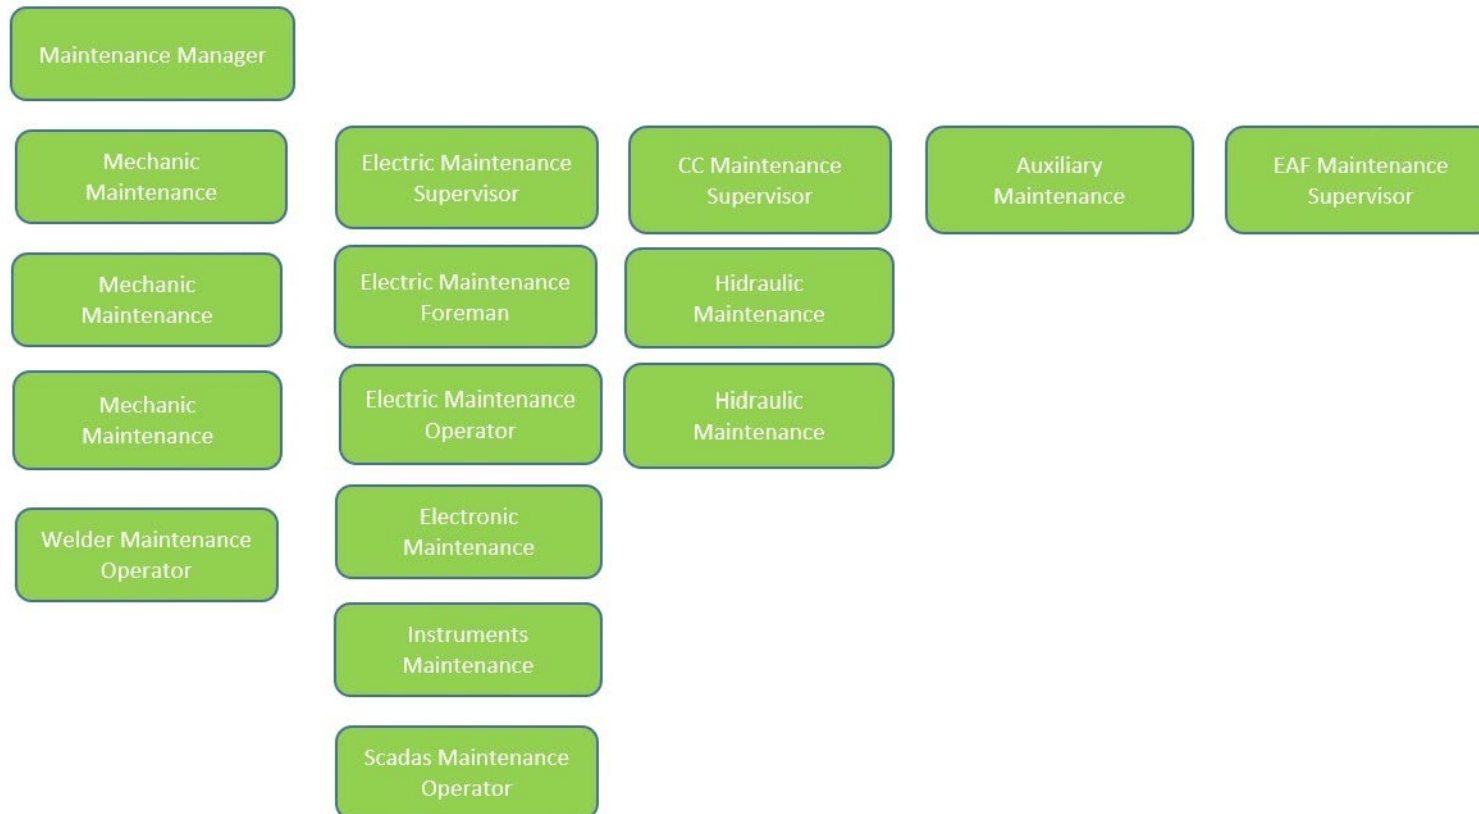 Maintenance Manager
Mechanic
Maintenance
Electric Maintenance
Supervisor
CC Maintenance
Supervisor
Auxiliary
Maintenance
EAF Maintenance
Supervisor
Mechanic
Maintenance
Electric Maintenance
Foreman
Hidraulic
Maintenance
Mechanic
Maintenance
Electric Maintenance
Operator
Hidraulic
Maintenance
Welder Maintenance
Operator
Electronic
Maintenance
Instruments
Maintenance
Scadas Maintenance
Operator